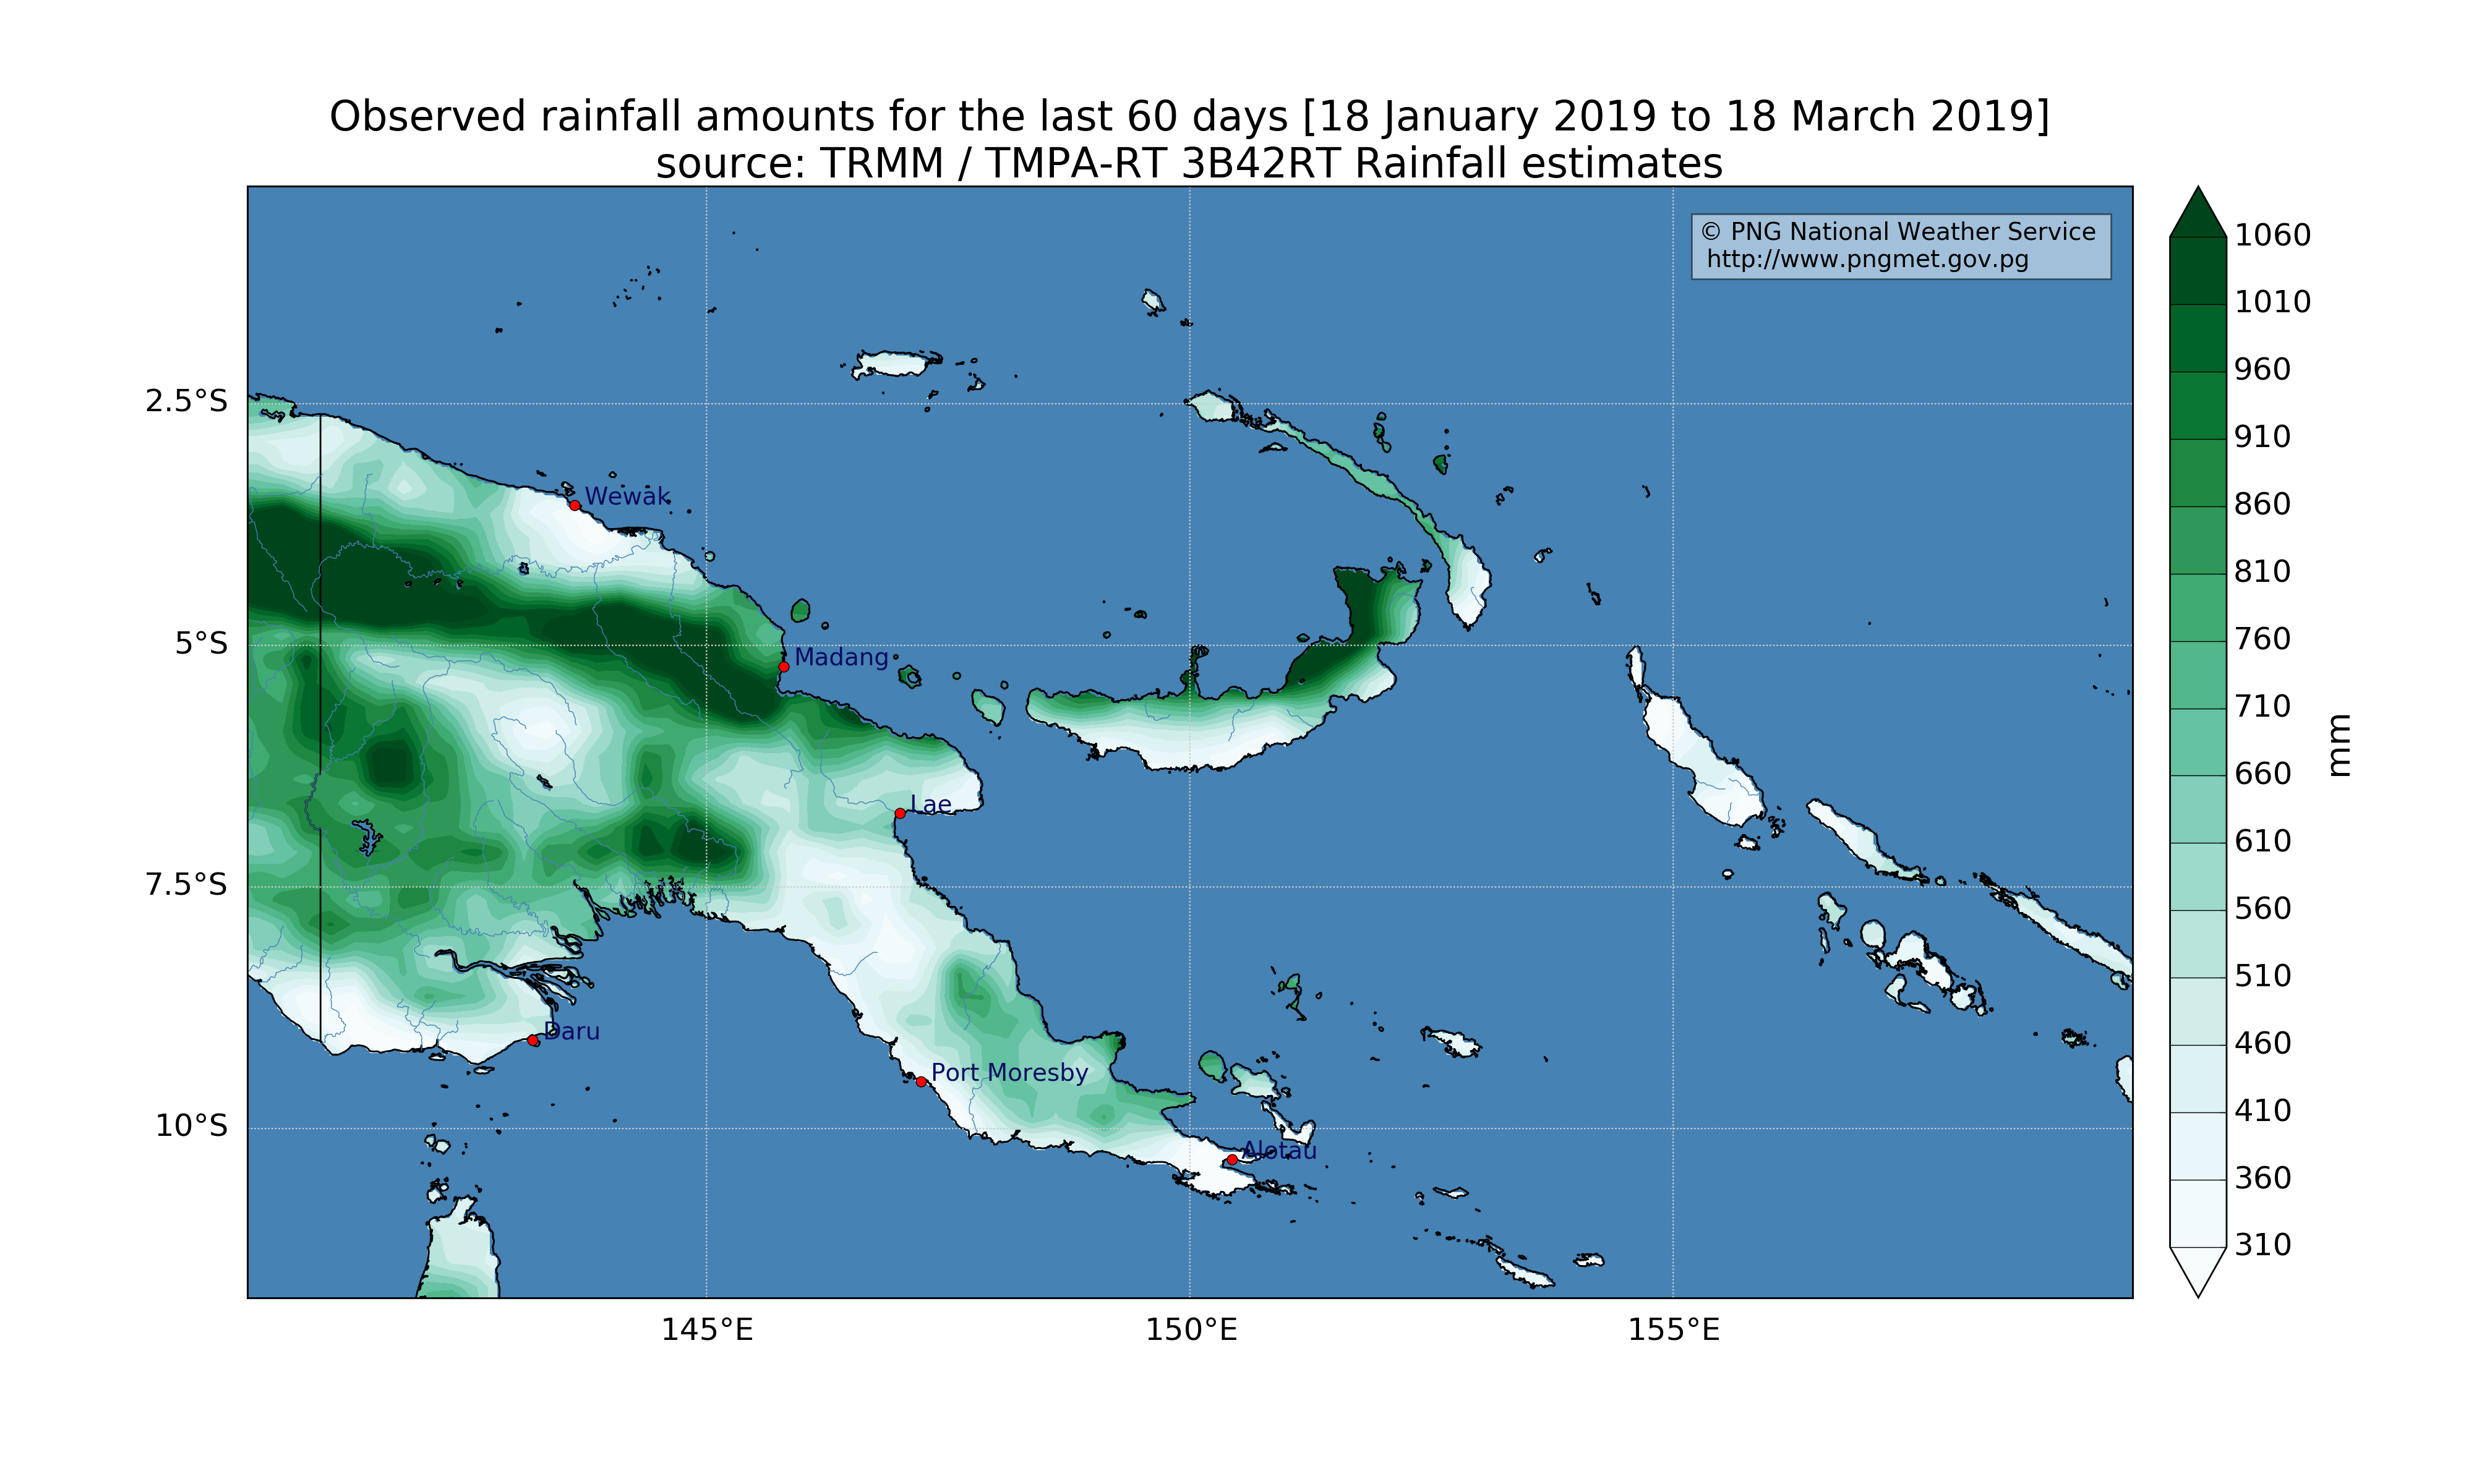 Observed rainfall amounts for the last 60 days [18 January 2019 to 18 March 2019]
source: TRMM / TMPA-RT 3B42RT Rainfall estimates
© PNG National Weather Service
http://www.pngmet.gov.pg
1060
1010
960
910
860
810
760
710
660
610
560
510
460
410
360
310
mm
2.5°S
5°S
7.5°S
10°S
Wewak
Madang
Lae
Daru
Port Moresby
Alotau
145°E
150°E
155°E